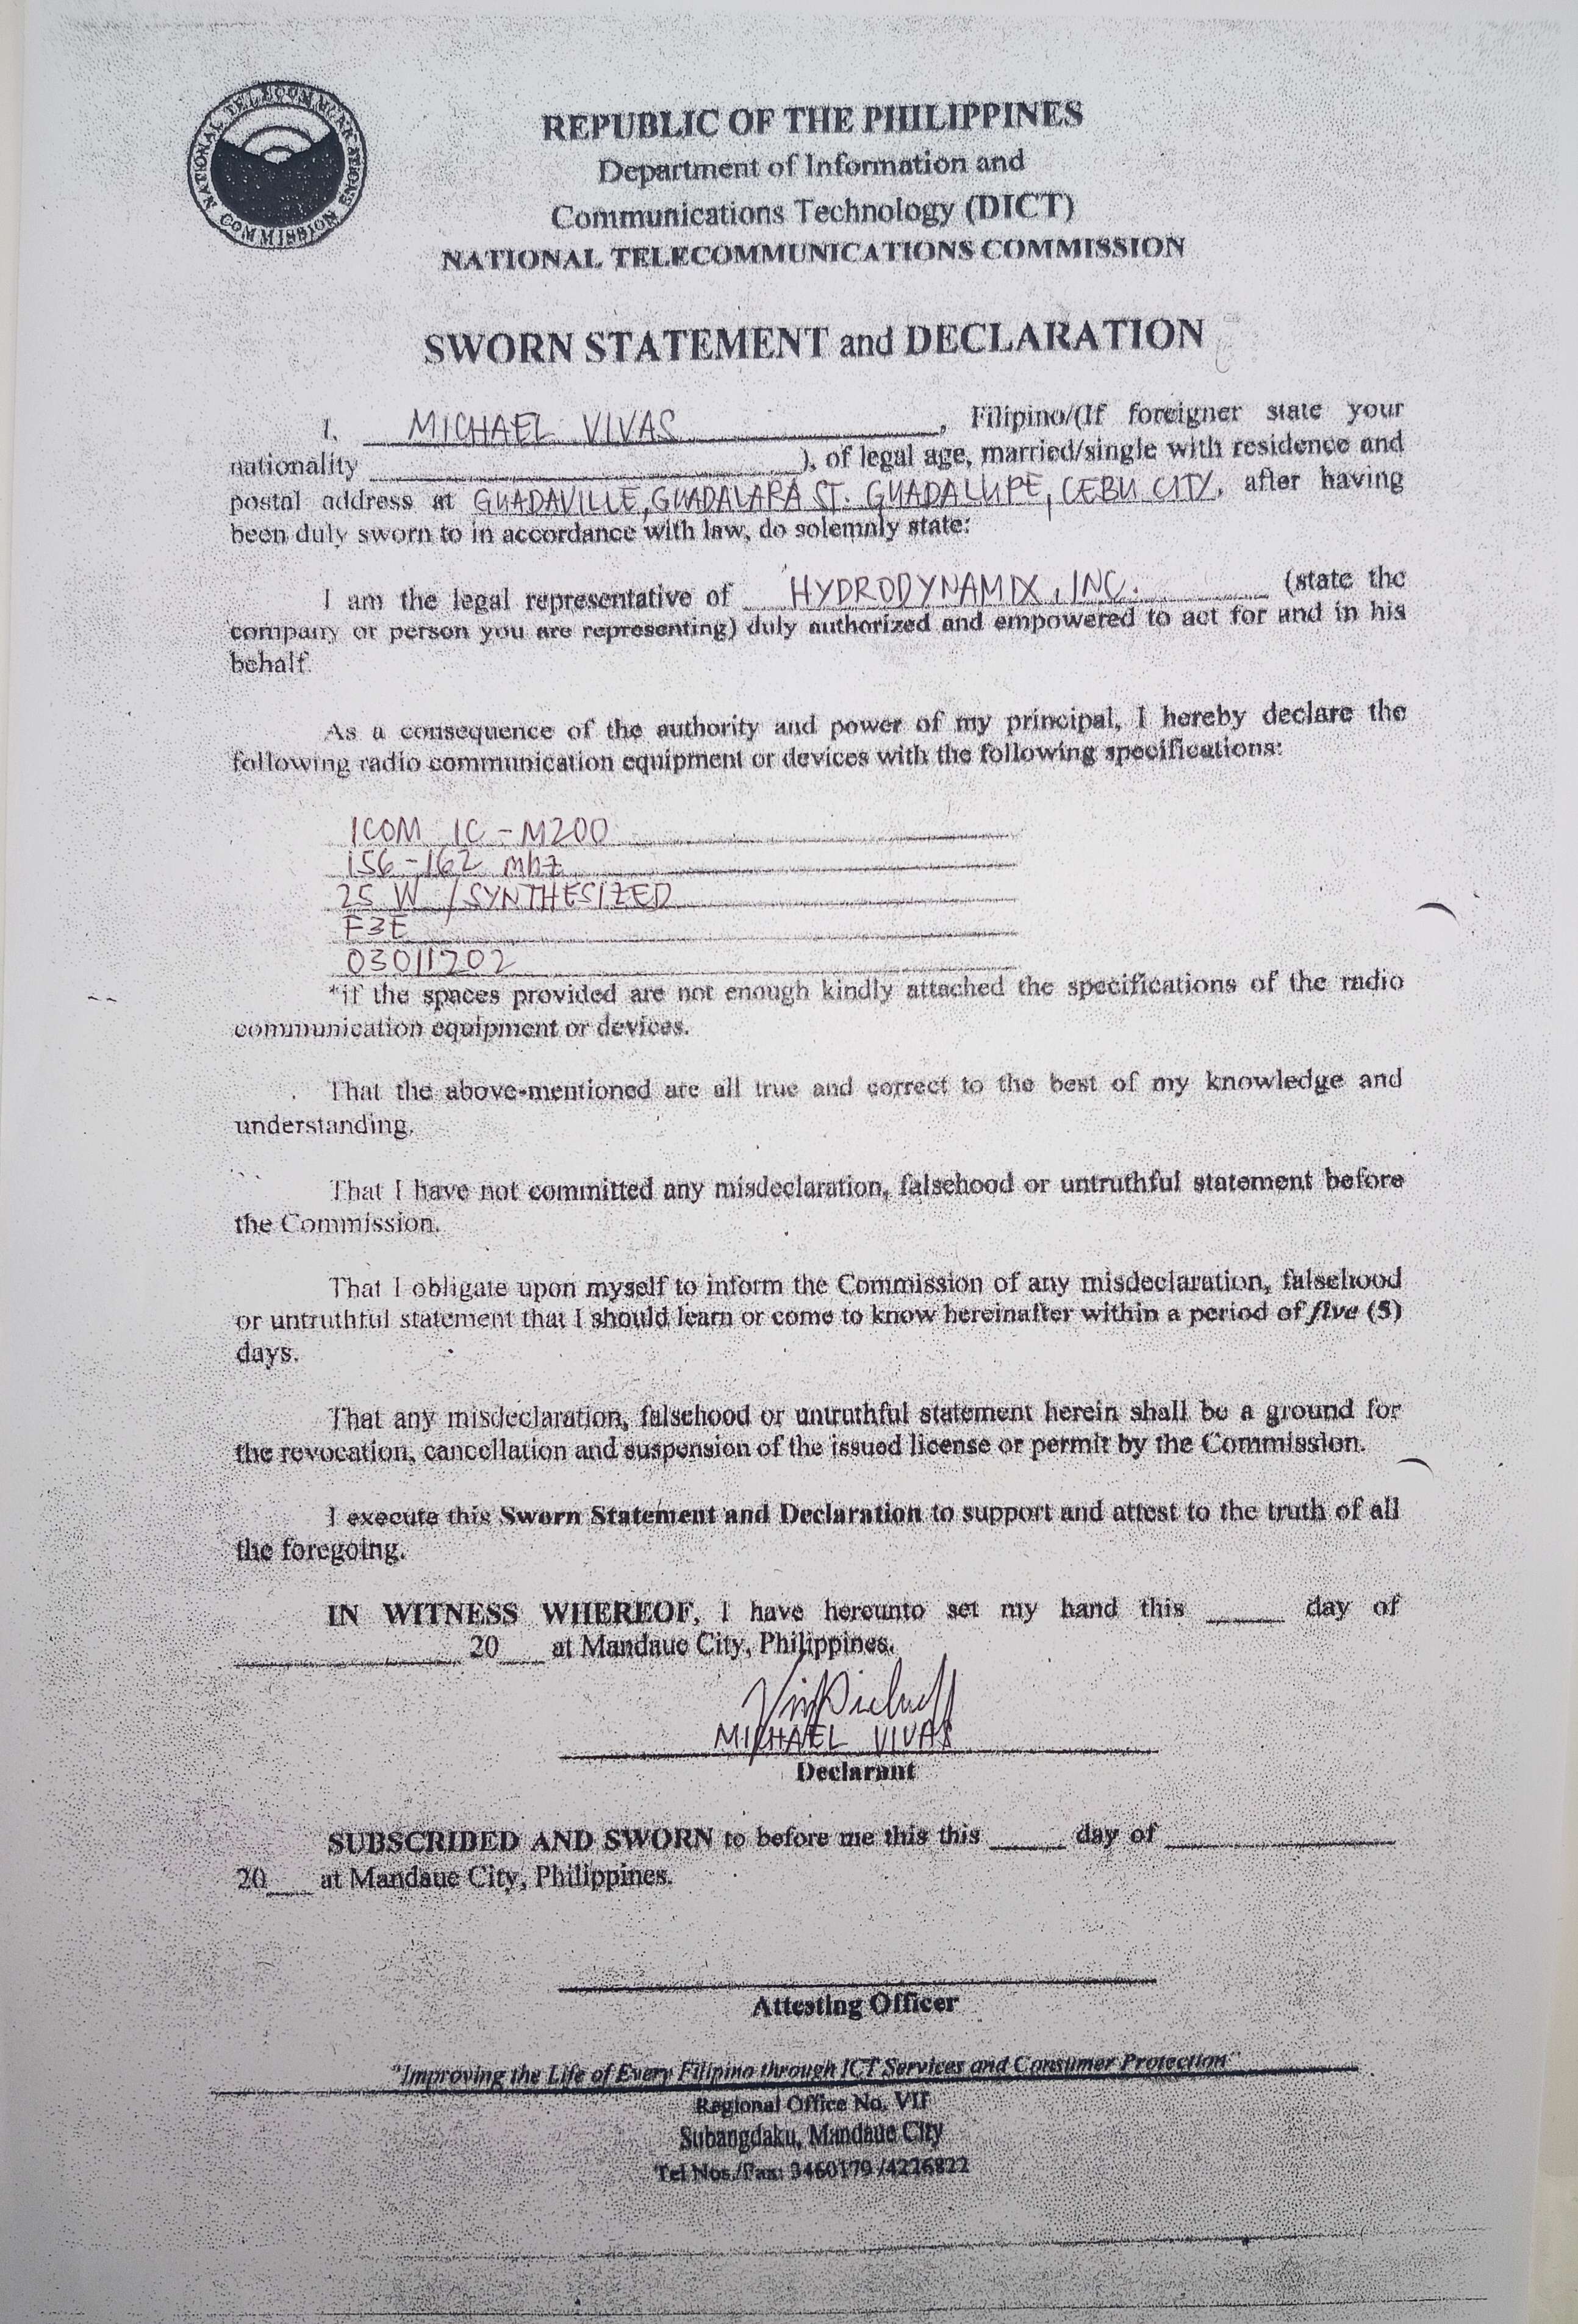 NATIONAL TELECOMMUNICATIONS COMMISSION
REPUBLIC OF THE PHILIPPINES
Department of Information and
Communications Technology (DICT)
NATIONAL TELECOMMUNICATIONS COMMISSION
SWORN STATEMENT and DECLARATION
I, MICHAEL VIVAS, Filipino/(If foreigner state your
nationality ), of legal age, married/single with residence and
postal address at GUADAVILLE, GUADALARA ST. GUADALUPE, CEBU CITY, after having
been duly sworn to in accordance with law, do solemnly state:
I am the legal representative of HYDRODYNAMIX, INC. (state the
company or person you are representing) duly authorized and empowered to act for and in his
behalf.
As a consequence of the authority and power of my principal, I hereby declare the
following radio communication equipment or devices with the following specifications:
ICOM IC-M200
156-162 mhz
25 W / SYNTHESIZED
F3E
03011202
*if the spaces provided are not enough kindly attached the specifications of the radio
communication equipment or devices.
That the above-mentioned are all true and correct to the best of my knowledge and
understanding.
That I have not committed any misdeclaration, falsehood or untruthful statement before
the Commission.
That I obligate upon myself to inform the Commission of any misdeclaration, falsehood
or untruthful statement that I should learn or come to know hereinafter within a period of five (5)
days.
That any misdeclaration, falsehood or untruthful statement herein shall be a ground for
the revocation, cancellation and suspension of the issued license or permit by the Commission.
I execute this Sworn Statement and Declaration to support and attest to the truth of all
the foregoing.
IN WITNESS WHEREOF, I have hereunto set my hand this ____ day of
____ 20__ at Mandaue City, Philippines.
MICHAEL VIVAS
Declarant
SUBSCRIBED AND SWORN to before me this this ____ day of ____
20__ at Mandaue City, Philippines.
Attesting Officer
"Improving the Life of Every Filipino through ICT Services and Consumer Protection"
Regional Office No. VII
Subangdaku, Mandaue City
Tel Nos./Fax: 3460179 /4226822